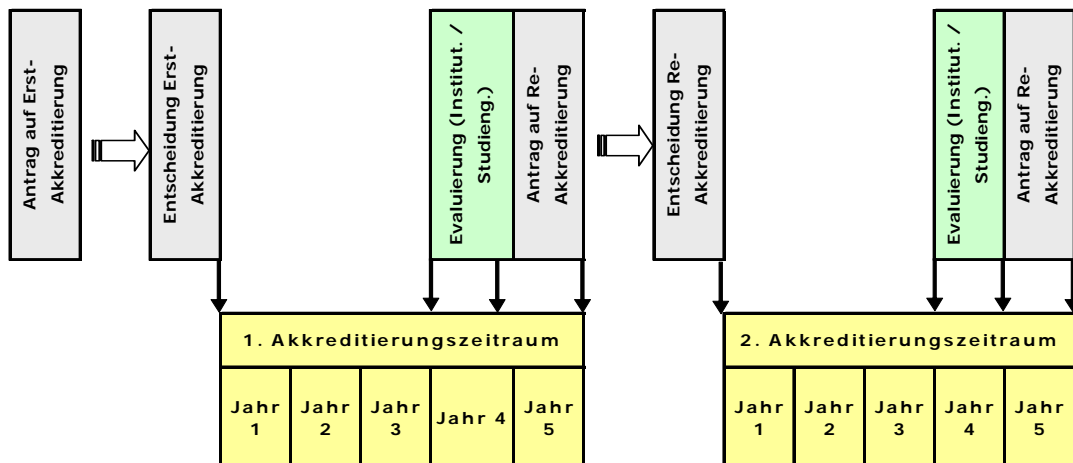 Antrag auf Erst-
Akkreditierung
Entscheidung Erst-
Akkreditierung
Evaluierung (Institut. /
Studieng.)
Antrag auf Re-
Akkreditierung
Entscheidung Re-
Akkreditierung
Evaluierung (Institut. /
Studieng.)
Antrag auf Re-
Akkreditierung
1. Akkreditierungszeitraum
2. Akkreditierungszeitraum
Jahr
1
Jahr
2
Jahr
3
Jahr 4
Jahr
5
Jahr
1
Jahr
2
Jahr
3
Jahr
4
Jahr
5